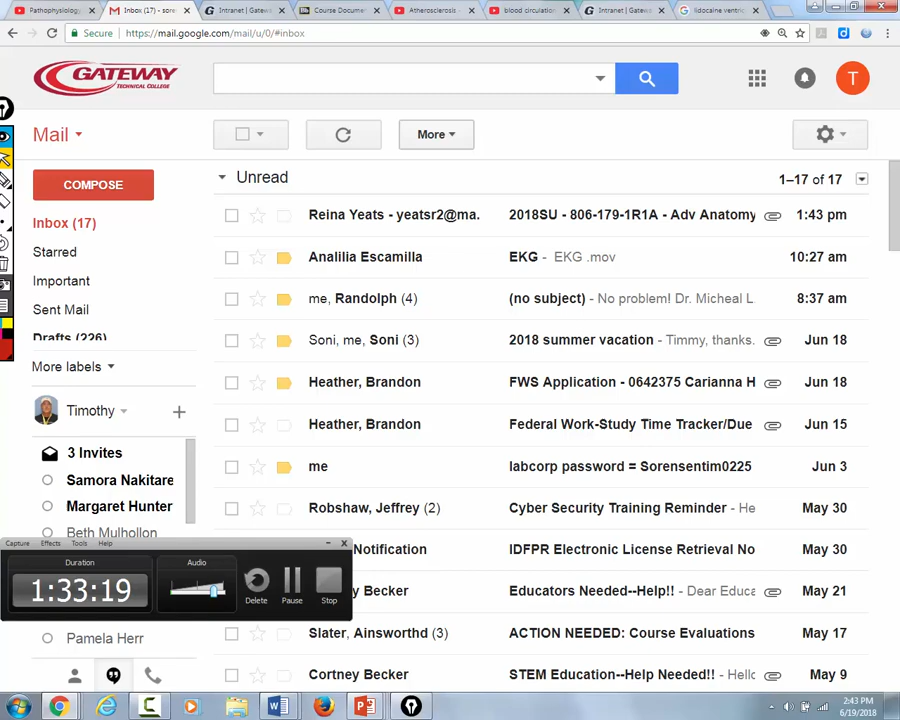 Pathophysiology
Inbox (17) - sore
Intranet | Gatew
Course Documen
Atherosclerosis
blood circulation
Intranet | Gatew
lidocaine ventric
Secure https://mail.google.com/mail/u/0/#inbox
GATEWAY
TECHNICAL COLLEGE
T
Mail
More
COMPOSE
Unread
1–17 of 17
Inbox (17)
Starred
Important
Sent Mail
Drafts (226)
More labels
Timothy
3 Invites
Samora Nakitare
Margaret Hunter
Beth Mulhollon
Pamela Herr
Reina Yeats - yeatsr2@ma. 2018SU - 806-179-1R1A - Adv Anatomy 1:43 pm
Analilia Escamilla EKG - EKG .mov 10:27 am
me, Randolph (4) (no subject) - No problem! Dr. Micheal L. 8:37 am
Soni, me, Soni (3) 2018 summer vacation - Timmy, thanks. Jun 18
Heather, Brandon FWS Application - 0642375 Carianna H Jun 18
Heather, Brandon Federal Work-Study Time Tracker/Due Jun 15
me labcorp password = Sorensentim0225 Jun 3
Robshaw, Jeffrey (2) Cyber Security Training Reminder - He May 30
Notification IDFPR Electronic License Retrieval No May 30
y Becker Educators Needed--Help!! - Dear Educa May 21
Slater, Ainsworthd (3) ACTION NEEDED: Course Evaluations May 17
Cortney Becker STEM Education--Help Needed!! - Hello May 9
Capture Effects Tools Help
Duration
1:33:19
Audio
Delete
Pause
Stop
2:43 PM
6/19/2018